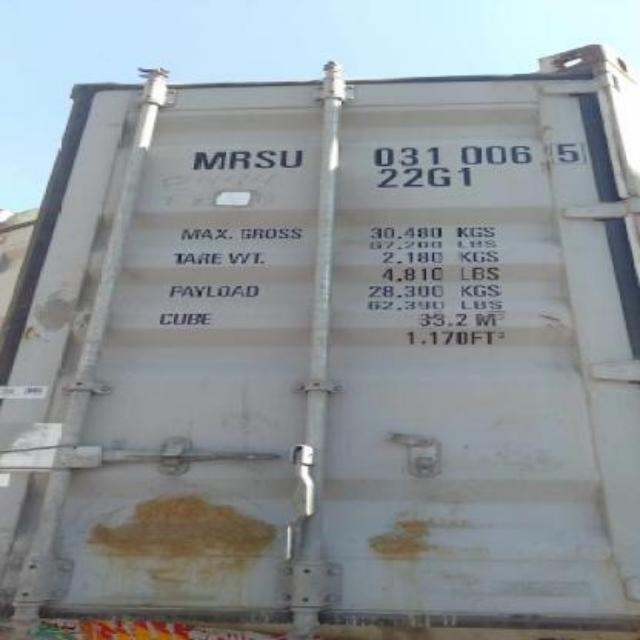 MRSU 031 006 5
22G1
MAX. GROSS 30.480 KGS
67.200 LBS
TARE WT. 2.180 KGS
4.810 LBS
PAYLOAD 28.300 KGS
62.390 LBS
CUBE 33.2 M³
1.170FT³